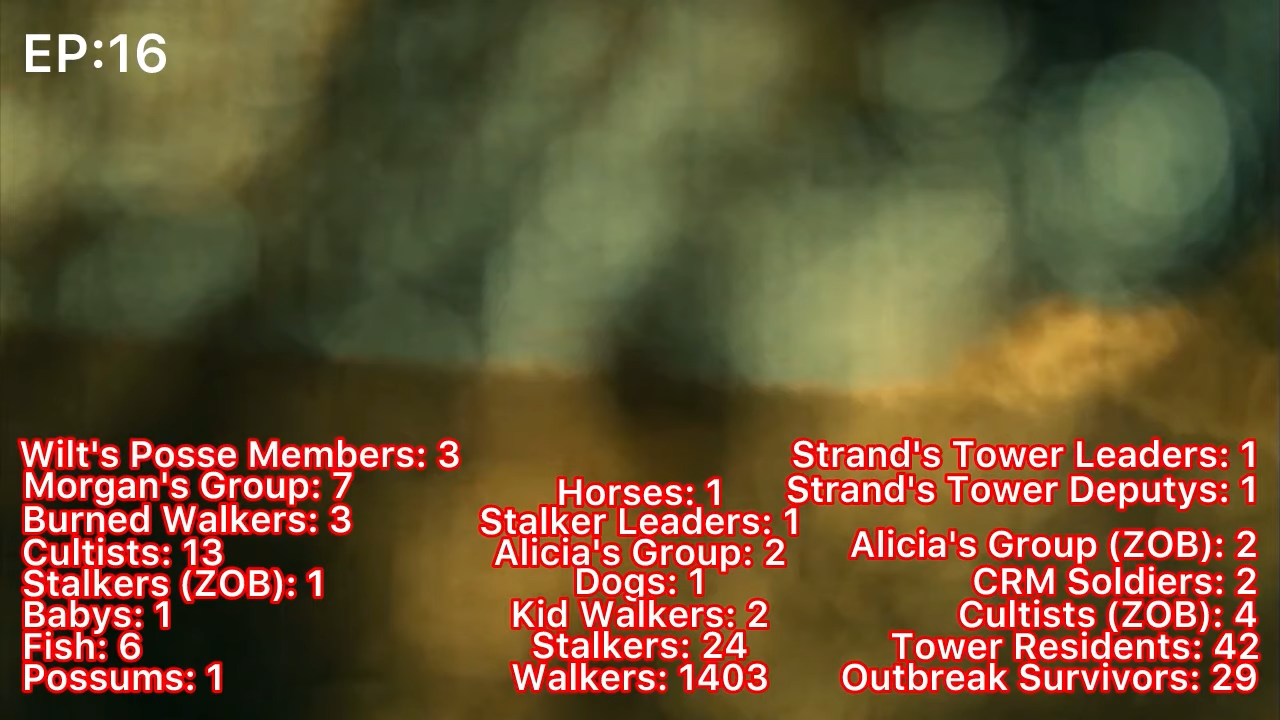 EP:16
Wilt's Posse Members: 3
Morgan's Group: 7
Burned Walkers: 3
Cultists: 13
Stalkers (ZOB): 1
Babys: 1
Fish: 6
Possums: 1
Horses: 1
Stalker Leaders: 1
Alicia's Group: 2
Dogs: 1
Kid Walkers: 2
Stalkers: 24
Walkers: 1403
Strand's Tower Leaders: 1
Strand's Tower Deputys: 1
Alicia's Group (ZOB): 2
CRM Soldiers: 2
Cultists (ZOB): 4
Tower Residents: 42
Outbreak Survivors: 29